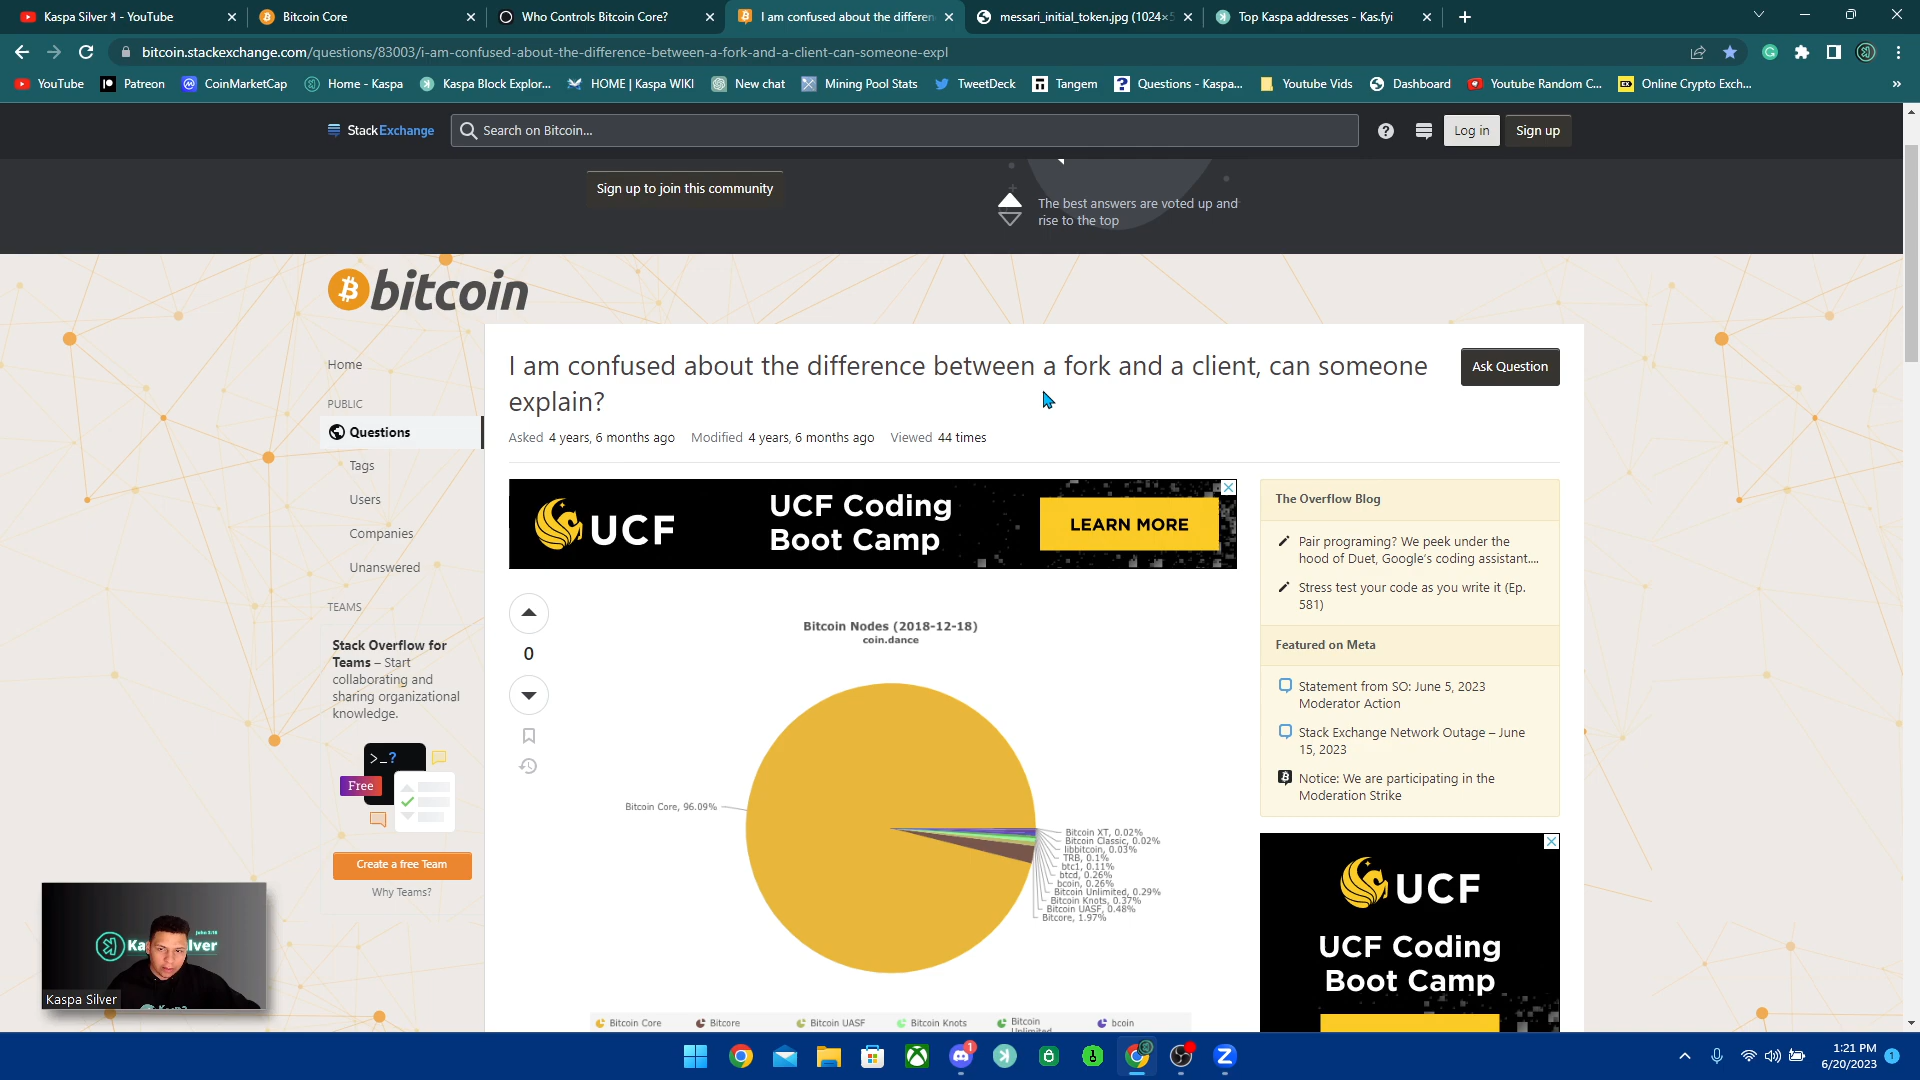 Kaspa Silver
Bitcoin Core
Who Controls Bitcoin Core?
I am confused about the differen
messari_initial_token.jpg (1024×5
Top Kaspa addresses - Kas.fyi
bitcoin.stackexchange.com/questions/83003/i-am-confused-about-the-difference-between-a-fork-and-a-client-can-someone-expl
YouTube
Patreon
CoinMarketCap
Home - Kaspa
Kaspa Block Explor...
HOME | Kaspa WIKI
New chat
Mining Pool Stats
TweetDeck
Tangem
Questions - Kaspa...
Youtube Vids
Dashboard
Youtube Random C...
Online Crypto Exch...
»
StackExchange
Search on Bitcoin...
Log in
Sign up
Sign up to join this community
The best answers are voted up and
rise to the top
bitcoin
Home
PUBLIC
Questions
Tags
Users
Companies
Unanswered
TEAMS
Stack Overflow for
Teams – Start
collaborating and
sharing organizational
knowledge.
>_?
Free
Create a free Team
Why Teams?
I am confused about the difference between a fork and a client, can someone
explain?
Ask Question
Asked 4 years, 6 months ago Modified 4 years, 6 months ago Viewed 44 times
UCF
UCF Coding
Boot Camp
LEARN MORE
0
Bitcoin Nodes (2018-12-18)
coin.dance
Bitcoin Core, 96.09%
Bitcoin XT, 0.02%
Bitcoin Classic, 0.02%
libbitcoin, 0.03%
TRB, 0.1%
btc1, 0.11%
btcd, 0.26%
bcoin, 0.26%
Bitcoin Unlimited, 0.29%
Bitcoin Knots, 0.37%
Bitcoin UASF, 0.48%
Bitcore, 1.97%
Bitcoin Core
Bitcore
Bitcoin UASF
Bitcoin Knots
Bitcoin
Unlimited
bcoin
The Overflow Blog
Pair programing? We peek under the
hood of Duet, Google's coding assistant....
Stress test your code as you write it (Ep.
581)
Featured on Meta
Statement from SO: June 5, 2023
Moderator Action
Stack Exchange Network Outage – June
15, 2023
Notice: We are participating in the
Moderation Strike
UCF
UCF Coding
Boot Camp
Kaspa Silver
1:21 PM
6/20/2023
1